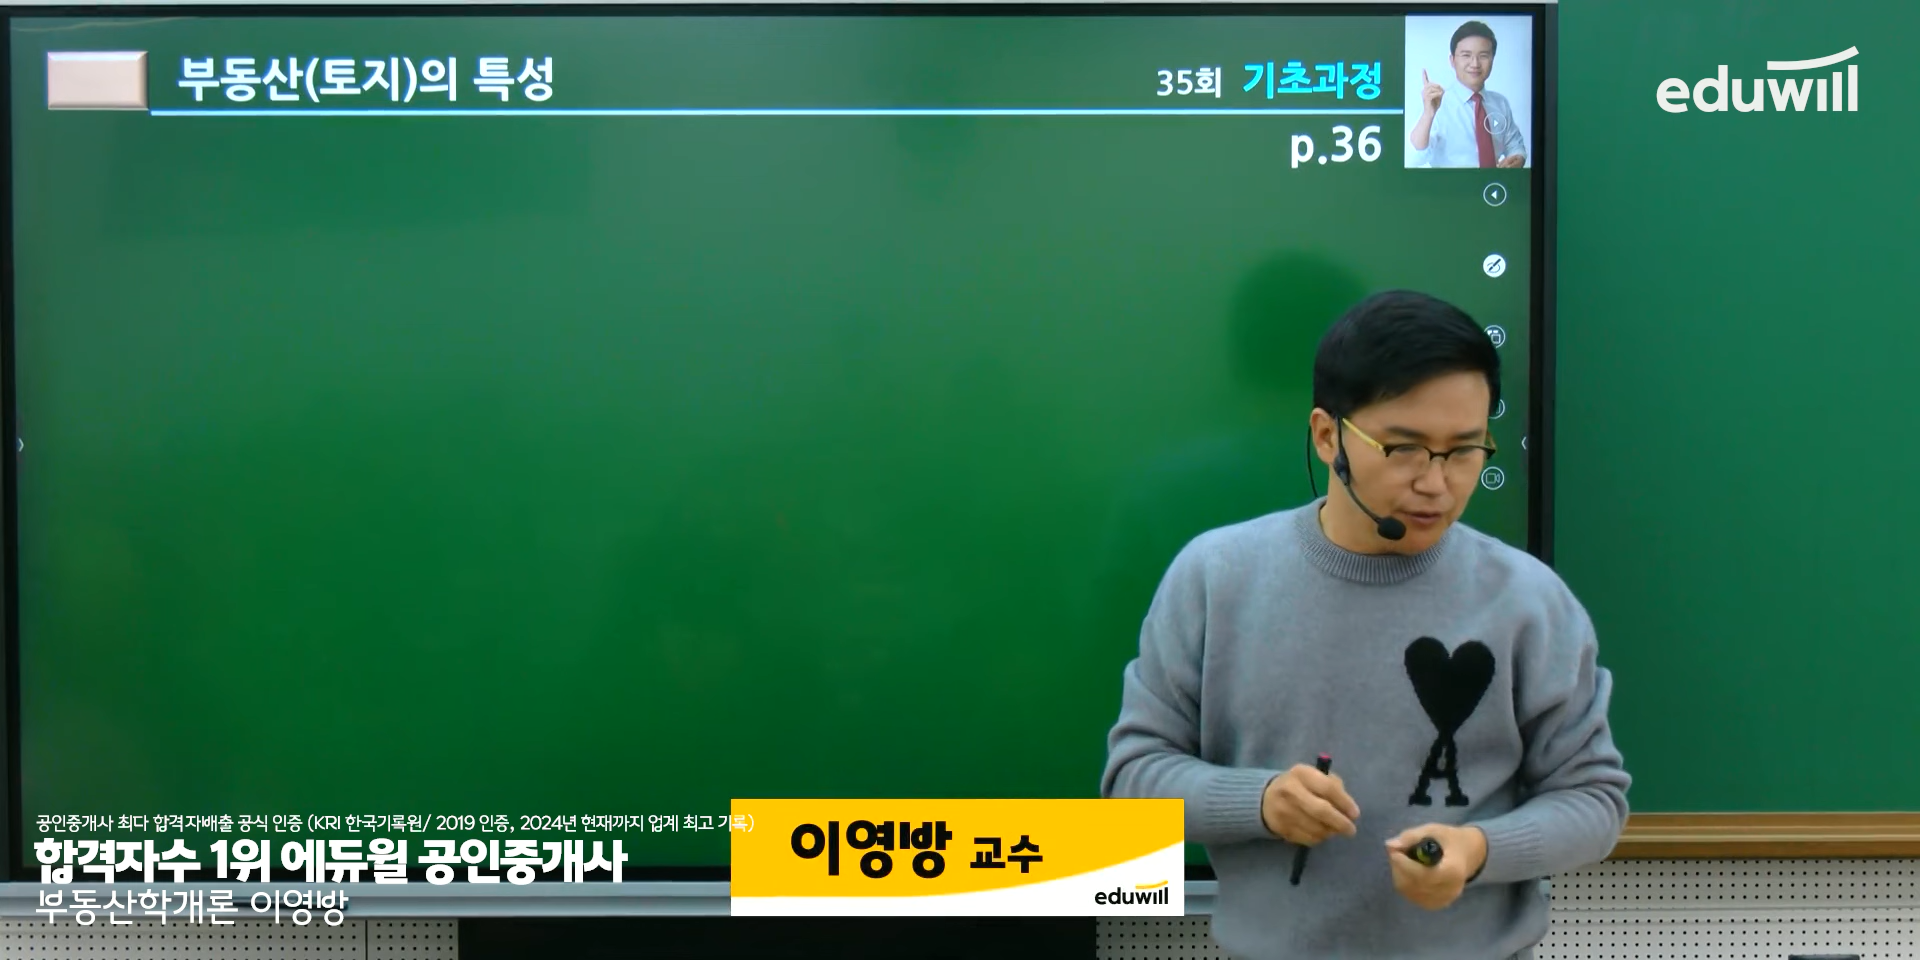 부동산(토지)의 특성
35회 기초과정
p.36
eduwill
A
공인중개사 최다 합격자배출 공식 인증 (KRI 한국기록원/ 2019 인증, 2024년 현재까지 업계 최고 기록)
합격자수 1위 에듀윌 공인중개사
부동산학개론 이영방
이영방 교수
eduwill